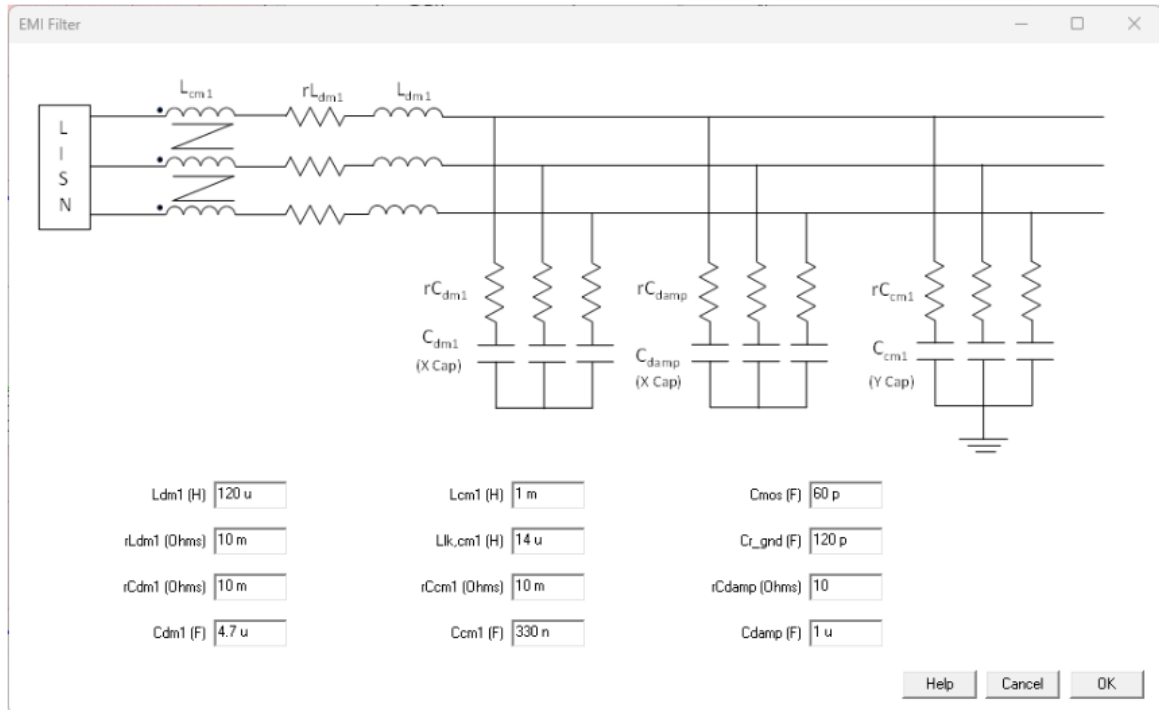 EMI Filter
L
I
S
N
Lcm1
rLdm1
Ldm1
rCdm1
Cdm1
(X Cap)
rCdamp
Cdamp
(X Cap)
rCcm1
Ccm1
(Y Cap)
Ldm1 (H) 120 u Lcm1 (H) 1 m Cmos (F) 60 p
rLdm1 (Ohms) 10 m Llk,cm1 (H) 14 u Cr_gnd (F) 120 p
rCdm1 (Ohms) 10 m rCcm1 (Ohms) 10 m rCdamp (Ohms) 10
Cdm1 (F) 4.7 u Ccm1 (F) 330 n Cdamp (F) 1 u
Help Cancel OK